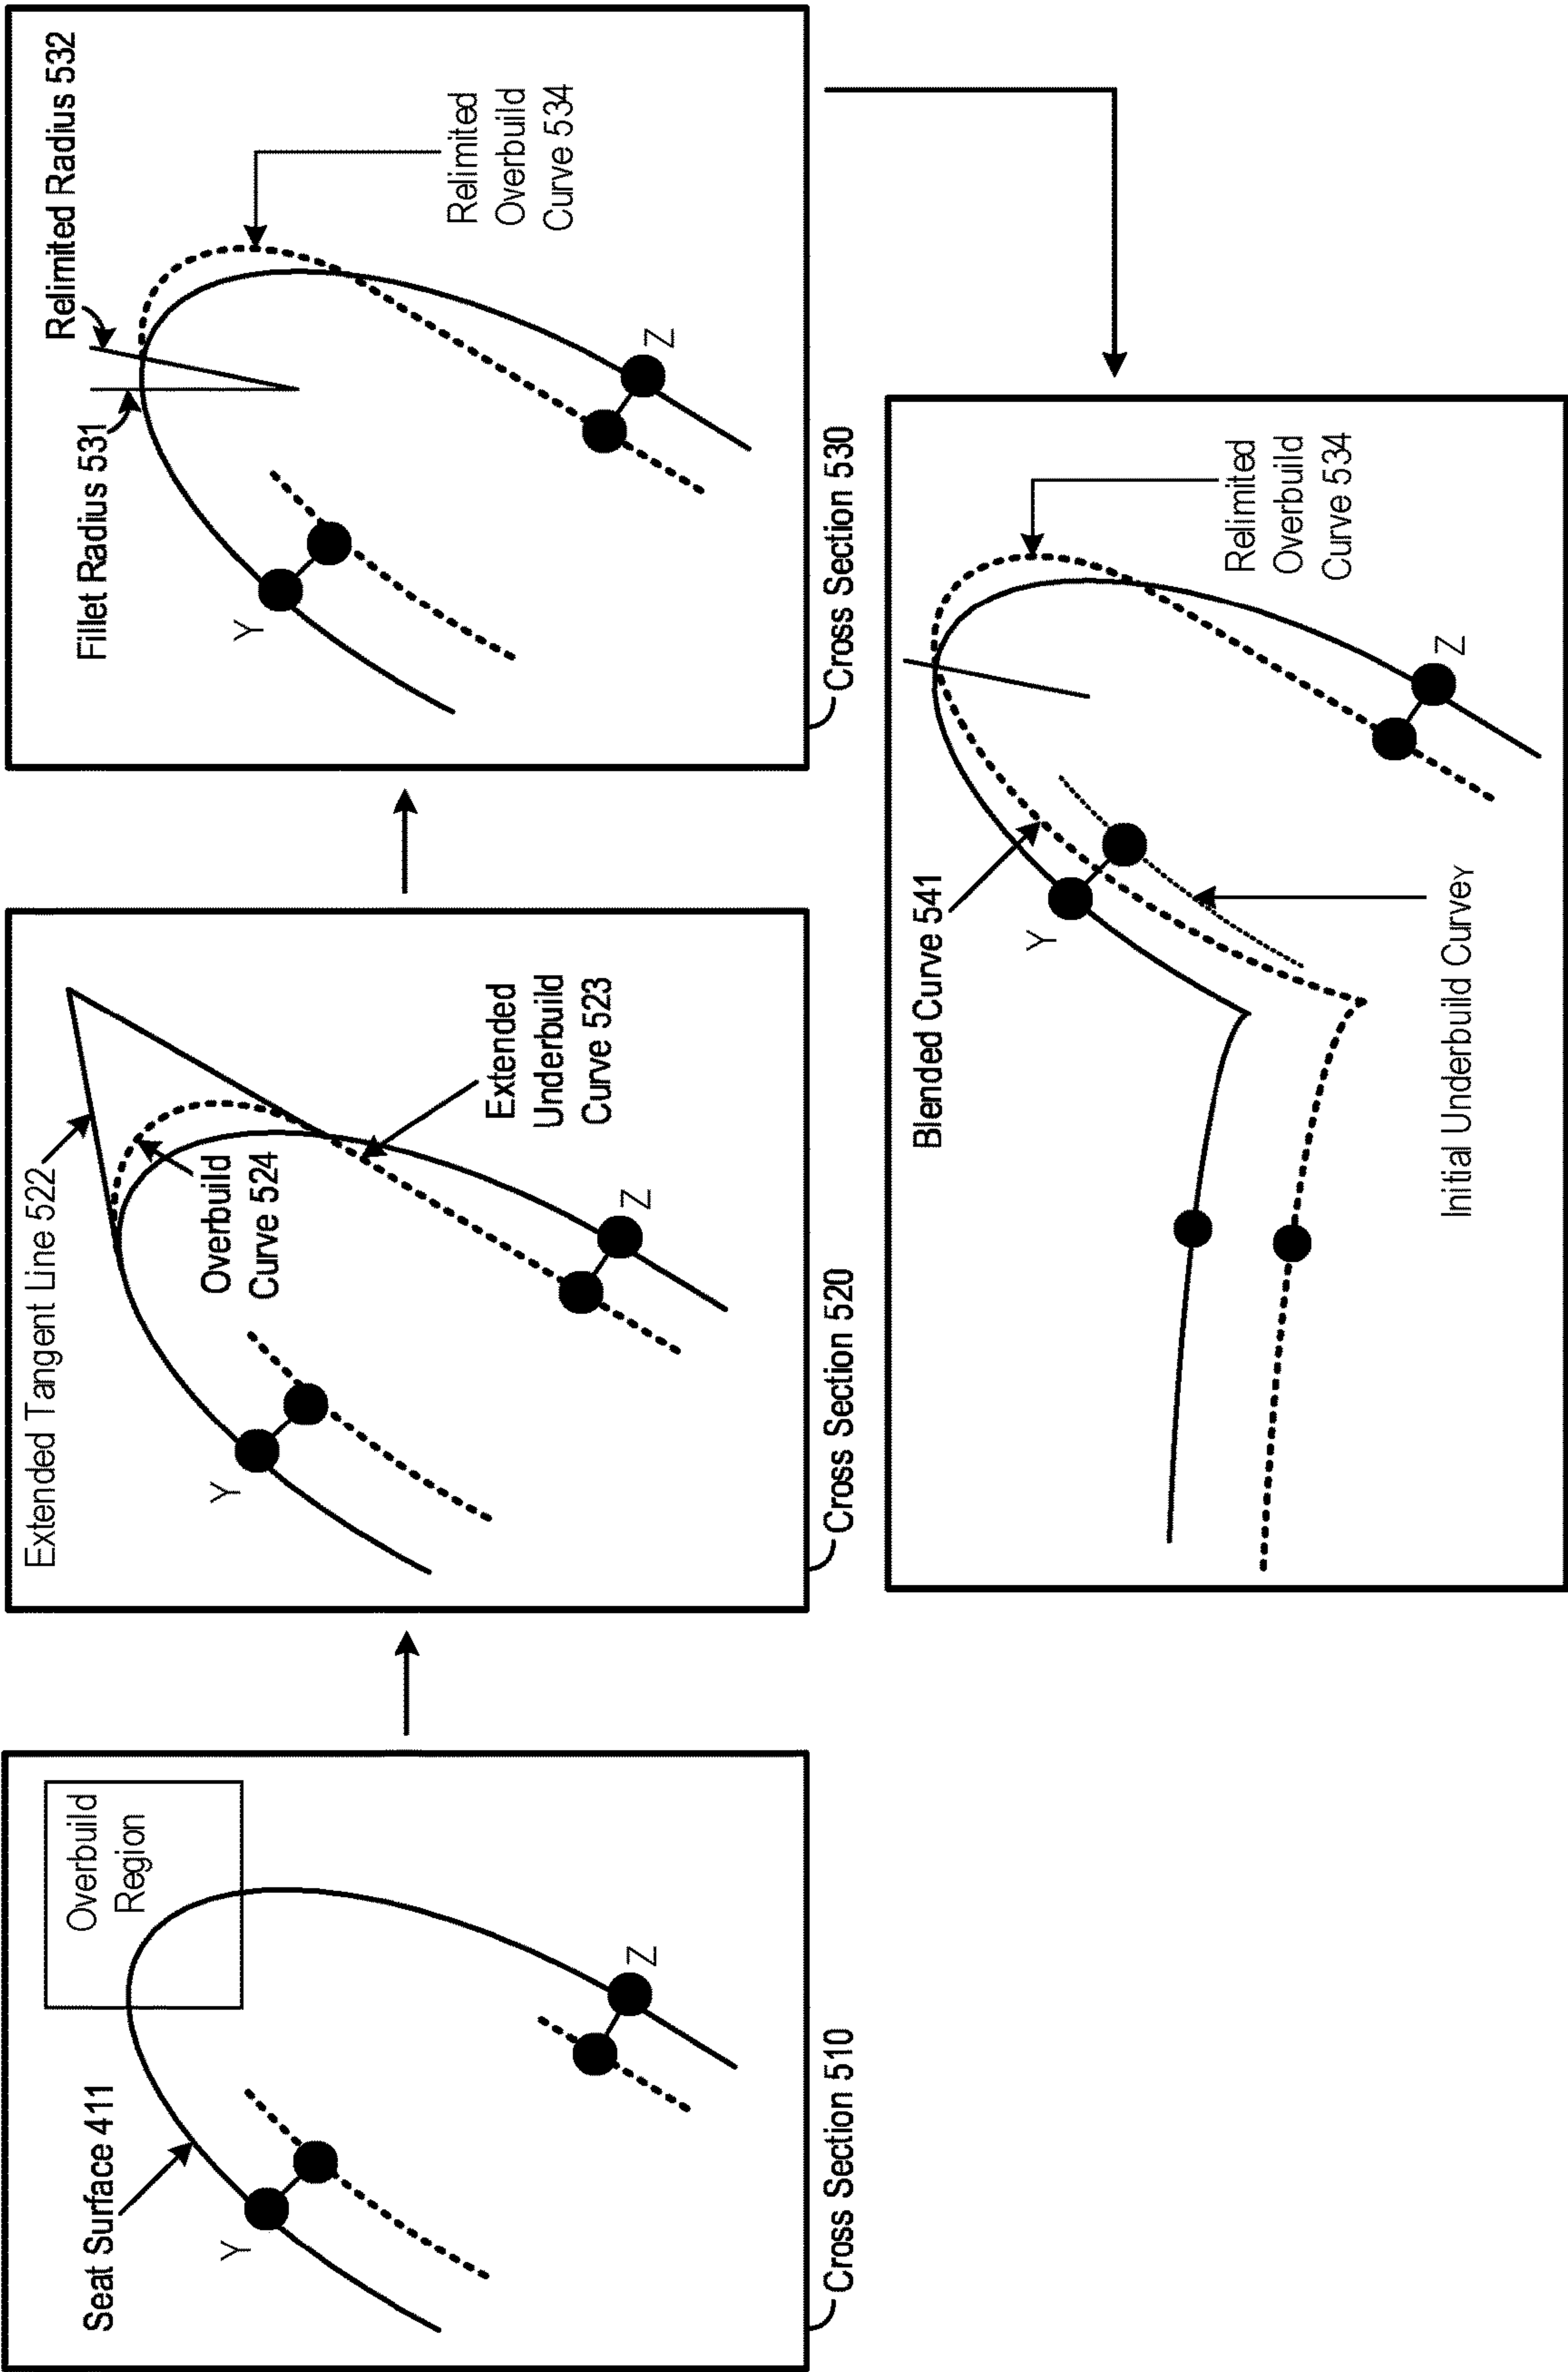 Seat Surface 411
Overbuild
Region
Y
Z
Cross Section 510
Extended Tangent Line 522
Overbuild
Curve 524
Extended
Underbuild
Curve 523
Y
Z
Cross Section 520
Fillet Radius 531
Relimited Radius 532
Relimited
Overbuild
Curve 534
Y
Z
Cross Section 530
Blended Curve 541
Relimited
Overbuild
Curve 534
Y
Z
Initial Underbuild CurveY